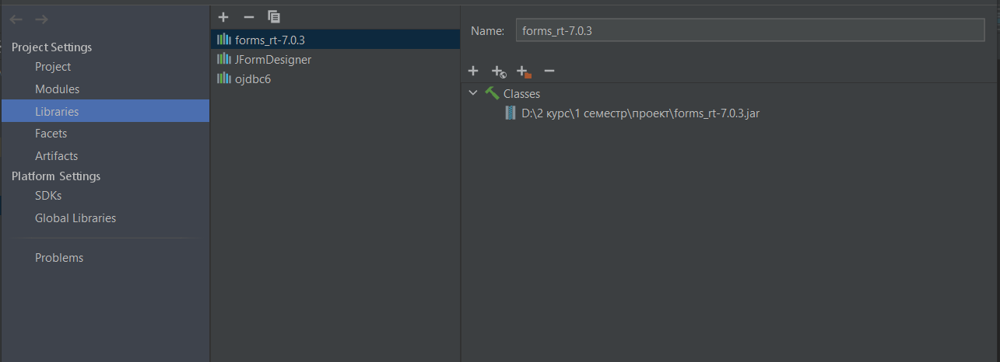 Project Settings
Project
Modules
Libraries
Facets
Artifacts
Platform Settings
SDKs
Global Libraries
Problems
forms_rt-7.0.3
JFormDesigner
ojdbc6
Name: forms_rt-7.0.3
Classes
D:\2 курс\1 семестр\проект\forms_rt-7.0.3.jar